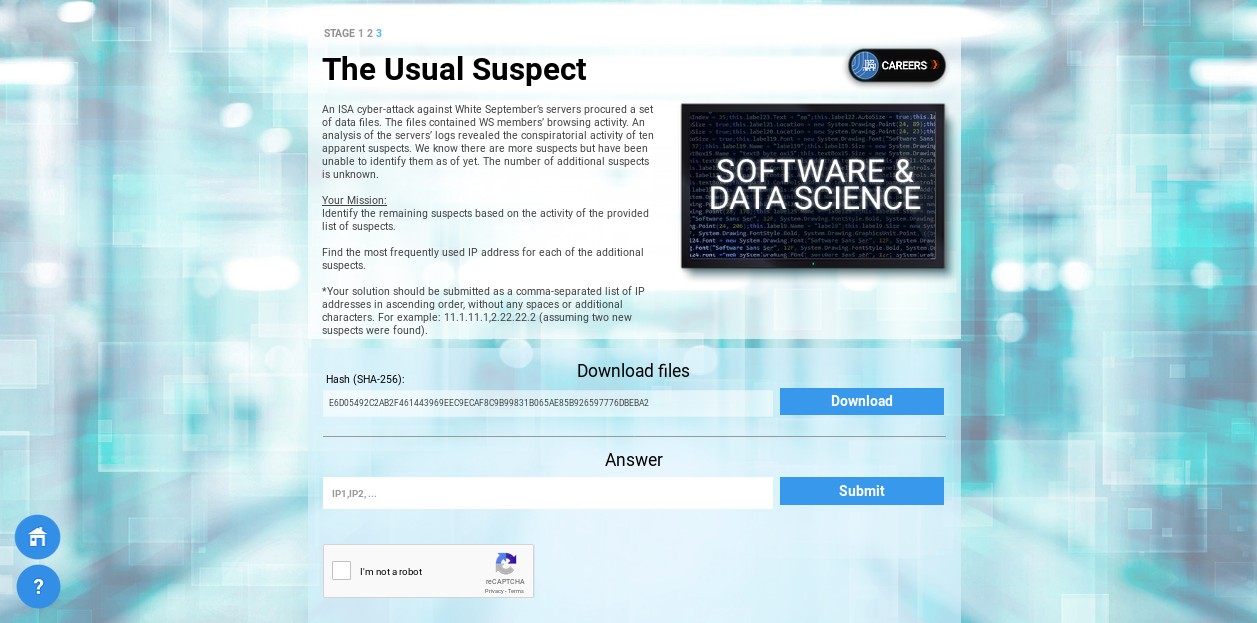 STAGE 1 2 3
The Usual Suspect
CAREERS
An ISA cyber-attack against White September's servers procured a set
of data files. The files contained WS members' browsing activity. An
analysis of the servers' logs revealed the conspiratorial activity of ten
apparent suspects. We know there are more suspects but have been
unable to identify them as of yet. The number of additional suspects
is unknown.
Your Mission:
Identify the remaining suspects based on the activity of the provided
list of suspects.
Find the most frequently used IP address for each of the additional
suspects.
*Your solution should be submitted as a comma-separated list of IP
addresses in ascending order, without any spaces or additional
characters. For example: 11.1.11.1,2.22.22.2 (assuming two new
suspects were found).
SOFTWARE &
DATA SCIENCE
Download files
Hash (SHA-256):
E6D05492C2AB2F461443969EEC9ECAF8C9B99831B065AE85B926597776DBEBA2
Download
Answer
IP1,IP2, ...
Submit
I'm not a robot
reCAPTCHA
Privacy - Terms
?